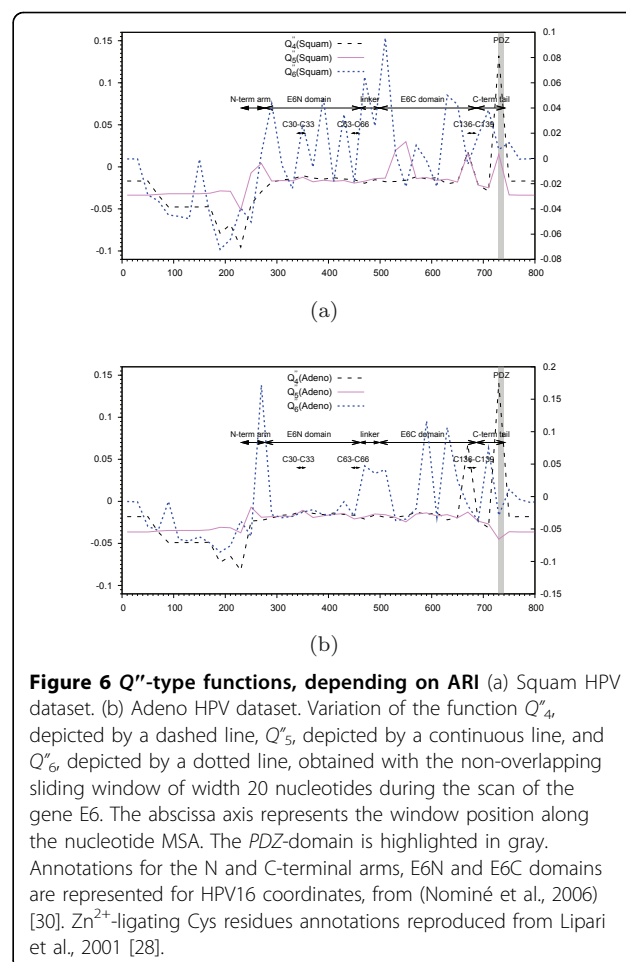 PDZ
Q"4(Squam)
Q"5(Squam)
Q"6(Squam)
N-term arm E6N domain linker E6C domain C-term tail
C30-C33 C63-C66 C136-C139
0.15
0.1
0.05
0
-0.05
-0.1
0.1
0.08
0.06
0.04
0.02
0
-0.02
-0.04
-0.06
-0.08
0 100 200 300 400 500 600 700 800
(a)
PDZ
Q"4(Adeno)
Q"5(Adeno)
Q"6(Adeno)
N-term arm E6N domain linker E6C domain C-term tail
C30-C33 C63-C66 C136-C139
0.15
0.1
0.05
0
-0.05
-0.1
0.2
0.15
0.1
0.05
0
-0.05
-0.1
-0.15
0 100 200 300 400 500 600 700 800
(b)
Figure 6 Q″-type functions, depending on ARI (a) Squam HPV
dataset. (b) Adeno HPV dataset. Variation of the function Q″4,
depicted by a dashed line, Q″5, depicted by a continuous line, and
Q″6, depicted by a dotted line, obtained with the non-overlapping
sliding window of width 20 nucleotides during the scan of the
gene E6. The abscissa axis represents the window position along
the nucleotide MSA. The PDZ-domain is highlighted in gray.
Annotations for the N and C-terminal arms, E6N and E6C domains
are represented for HPV16 coordinates, from (Nominé et al., 2006)
[30]. Zn2+-ligating Cys residues annotations reproduced from Lipari
et al., 2001 [28].